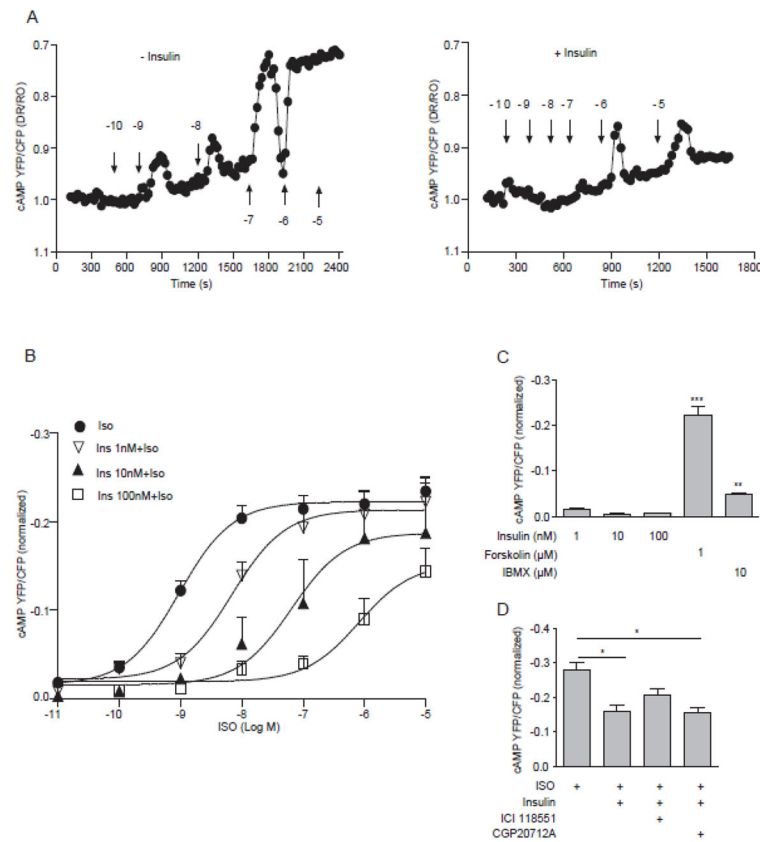 A
- Insulin
+ Insulin
cAMP YFP/CFP (DR/RO)
0.7
0.8
0.9
1.0
1.1
-10 -9 -8
-7 -6 -5
0 300 600 900 1200 1500 1800 2100 2400
Time (s)
cAMP YFP/CFP (DR/RO)
0.7
0.8
0.9
1.0
1.1
-10 -9 -8 -7 -6 -5
0 300 600 900 1200 1500 1800
Time (s)
B
Iso
Ins 1nM+Iso
Ins 10nM+Iso
Ins 100nM+Iso
cAMP YFP/CFP (normalized)
-0.3
-0.2
-0.1
0.0
-11 -10 -9 -8 -7 -6 -5
ISO (Log M)
C
cAMP YFP/CFP (normalized)
-0.3
-0.2
-0.1
0.0
***
**
Insulin (nM) 1 10 100
Forskolin (µM) 1
IBMX (µM) 10
D
cAMP YFP/CFP (normalized)
-0.4
-0.3
-0.2
-0.1
0.0
*
*
ISO + + + +
Insulin + + +
ICI 118551 +
CGP20712A +